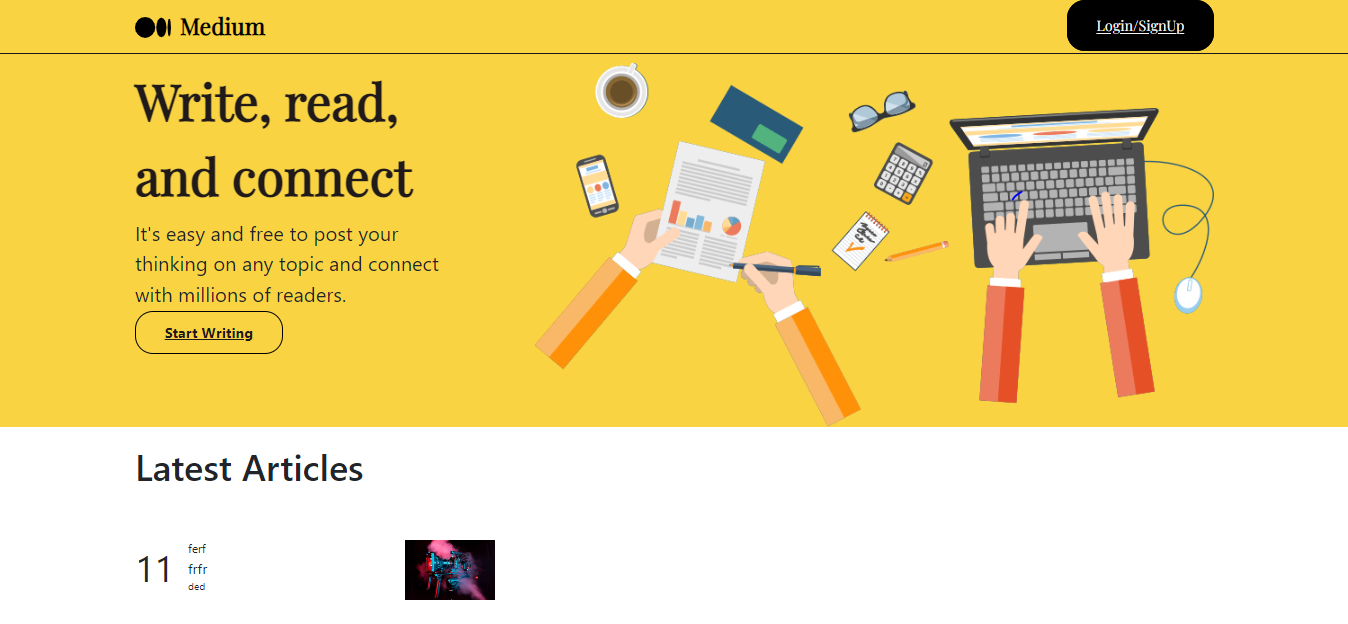 Medium
Login/SignUp
Write, read,
and connect
It's easy and free to post your
thinking on any topic and connect
with millions of readers.
Start Writing
Latest Articles
11
ferf
frfr
ded